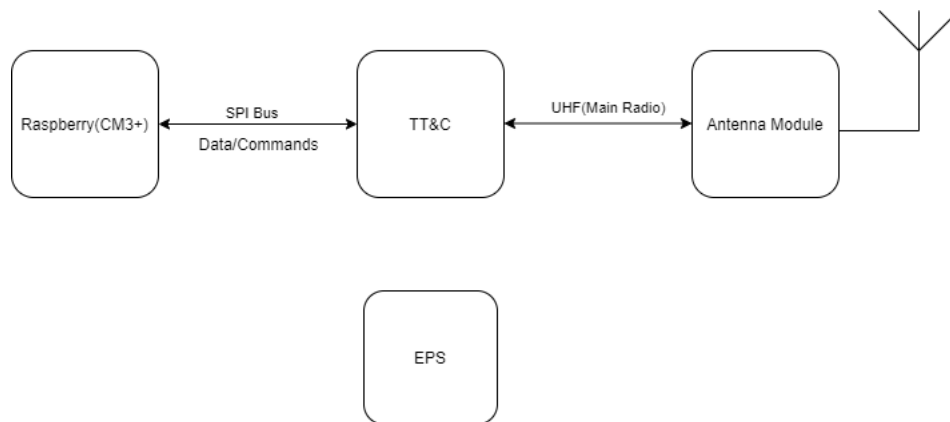 Raspberry(CM3+)
SPI Bus
Data/Commands
TT&C
UHF(Main Radio)
Antenna Module
EPS